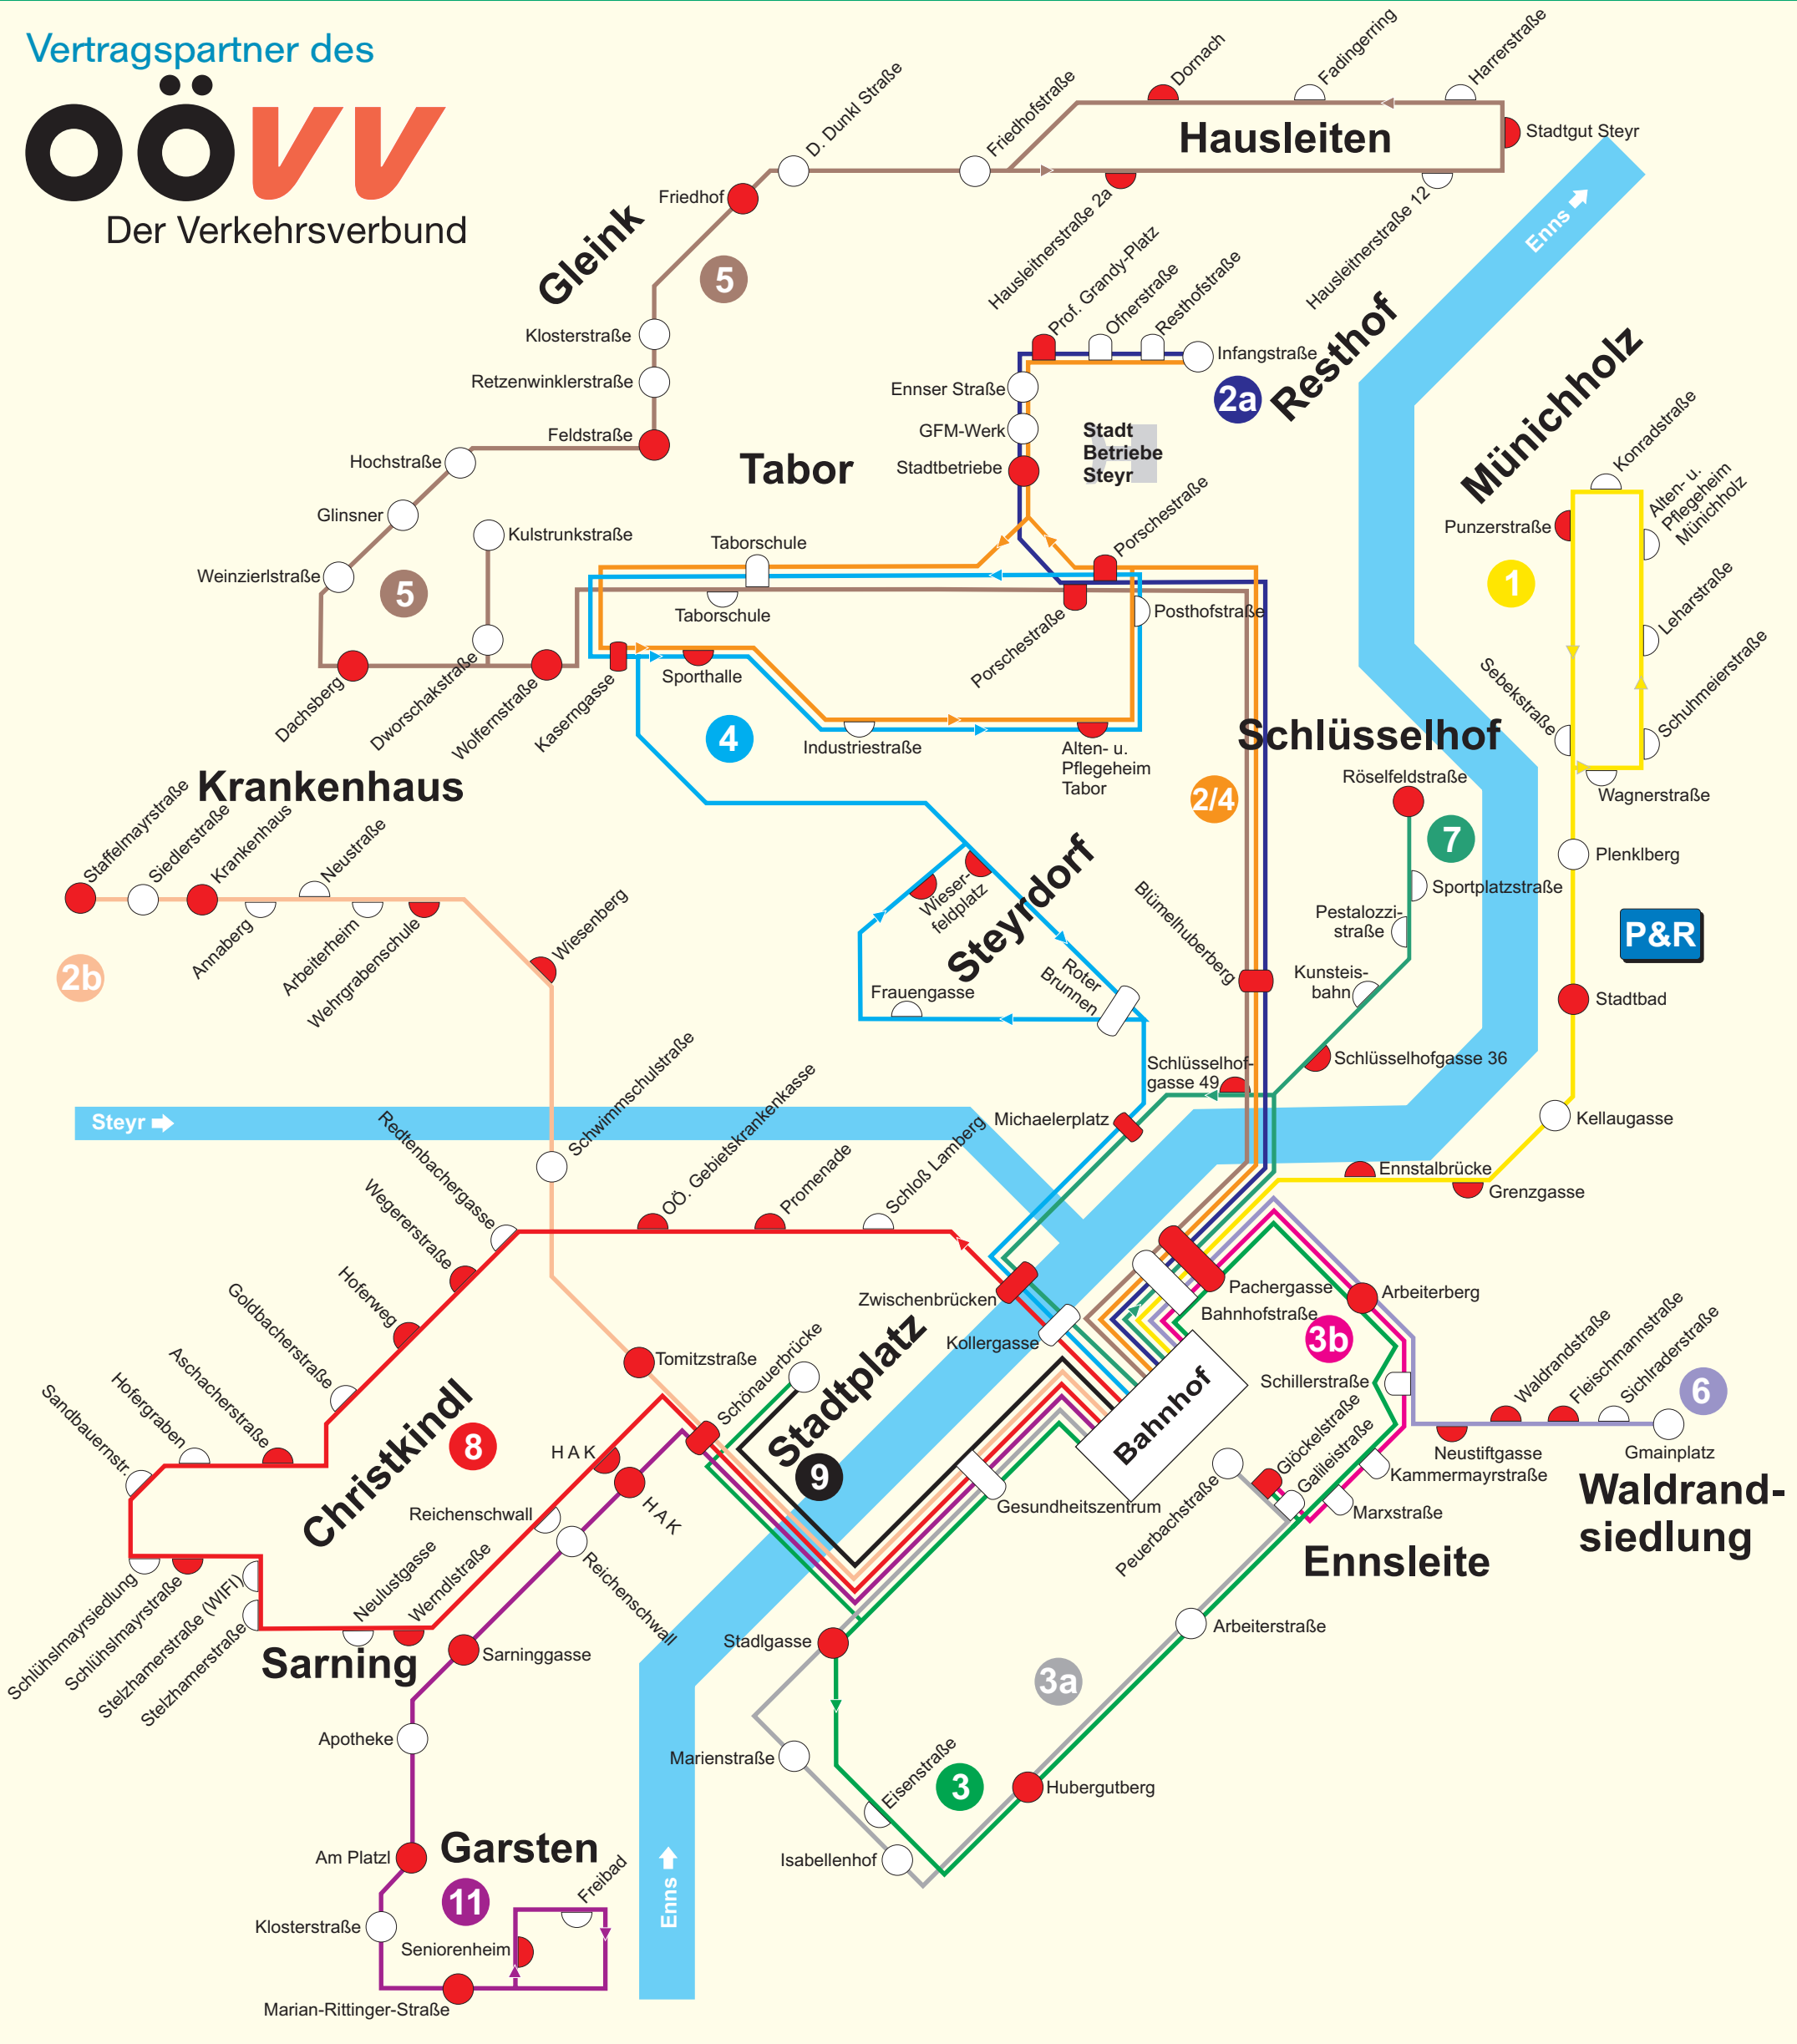 Vertragspartner des
OÖVV
Der Verkehrsverbund
Dornach
Fadingerring
Harrerstraße
Stadtgut Steyr
Hausleiten
D. Dunkl Straße
Friedhofstraße
Friedhof
Hausleitnerstraße 2a
Hausleitnerstraße 12
Enns
Gleink
5
Klosterstraße
Retzenwinklerstraße
Feldstraße
Hochstraße
Glinsner
Weinzierlstraße
Kulstrunkstraße
5
Dachsberg
Dworschakstraße
Wolfernstraße
Prof. Grandy-Platz
Ofnerstraße
Resthofstraße
Infangstraße
2a
Resthof
Ennser Straße
GFM-Werk
Stadtbetriebe
Stadt
Betriebe
Steyr
Tabor
Taborschule
Taborschule
Porschestraße
Porschestraße
Posthofstraße
Kaserngasse
Sporthalle
Industriestraße
Alten- u.
Pflegeheim
Tabor
4
2/4
Münichholz
Konradstraße
Alten- u.
Pflegeheim
Münichholz
Punzerstraße
1
Leharstraße
Sebekstraße
Schuhmeierstraße
Wagnerstraße
Plenklberg
P&R
Stadtbad
Kellaugasse
Ennstalbrücke
Grenzgasse
Schlüsselhof
Röselfeldstraße
7
Sportplatzstraße
Pestalozzi-
straße
Kunsteis-
bahn
Schlüsselhofgasse 36
Schlüsselhof-
gasse 49
Blümelhuberberg
Krankenhaus
Staffelmayrstraße
Siedlerstraße
Krankenhaus
Neustraße
Annaberg
Arbeiterheim
Wehrgrabenschule
Wiesenberg
2b
Steyrdorf
Wieser-
feldplatz
Roter
Brunnen
Frauengasse
Michaelerplatz
Steyr
Schwimmschulstraße
Redtenbachergasse
OÖ. Gebietskrankenkasse
Promenade
Schloß Lamberg
Wegererstraße
Hoferweg
Goldbacherstraße
Aschacherstraße
Hofergraben
Sandbauernstr.
Christkindl
8
Zwischenbrücken
Kollergasse
Tomitzstraße
Schönauerbrücke
Stadtplatz
9
Pachergasse
Bahnhofstraße
Bahnhof
Gesundheitszentrum
Arbeiterberg
3b
Schillerstraße
Glöckelstraße
Galileistraße
Peuerbachstraße
Kammermayrstraße
Marxstraße
Waldrandstraße
Fleischmannstraße
Sichlraderstraße
6
Neustiftgasse
Gmainplatz
Waldrand-
siedlung
Ennsleite
HAK
HAK
Reichenschwall
Reichenschwall
Neulustgasse
Werndlstraße
Schlühslmayrsiedlung
Schlühslmayrstraße
Stelzhamerstraße (WIFI)
Stelzhamerstraße
Sarning
Sarninggasse
Apotheke
Am Platzl
Garsten
11
Klosterstraße
Seniorenheim
Freibad
Marian-Rittinger-Straße
Enns
Stadlgasse
Marienstraße
Eisenstraße
Isabellenhof
3
3a
Hubergutberg
Arbeiterstraße